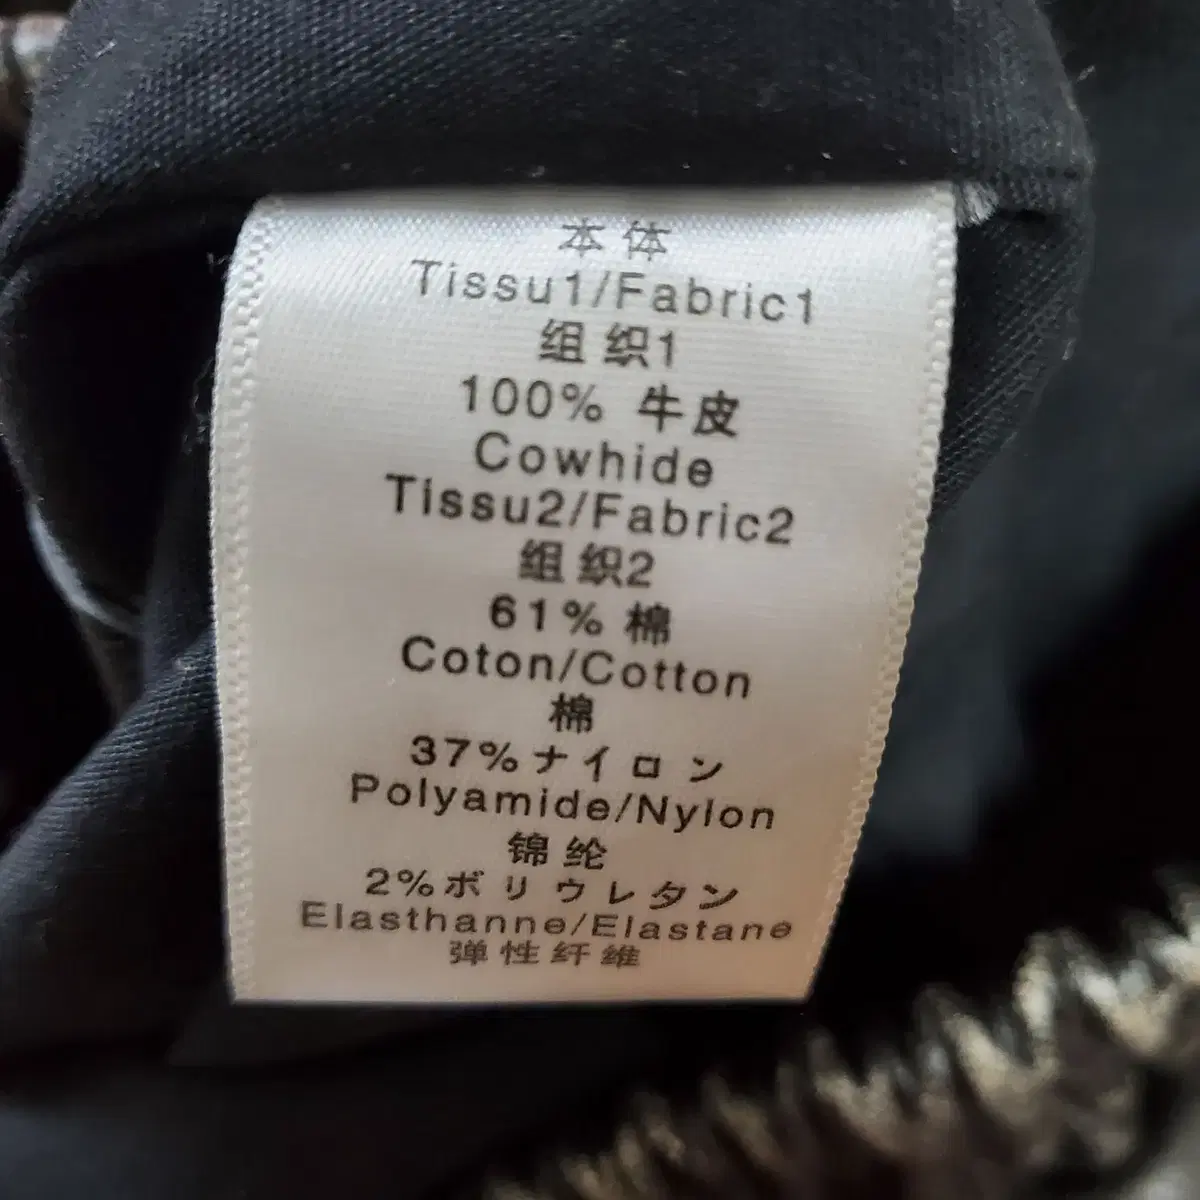 本体
Tissu1/Fabric1
组织1
100% 牛皮
Cowhide
Tissu2/Fabric2
组织2
61% 棉
Coton/Cotton
棉
37%ナイロン
Polyamide/Nylon
锦纶
2%ポリウレタン
Elasthanne/Elastane
弹性纤维